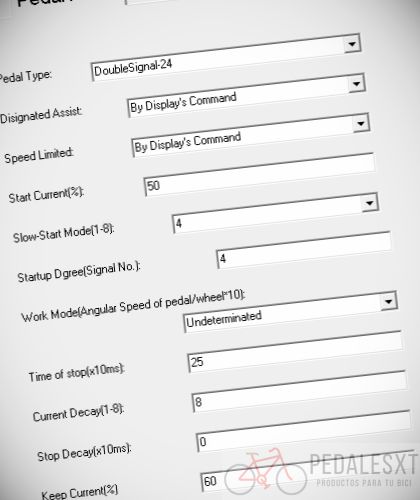 Pedal Type:
DoubleSignal-24
Disignated Assist:
By Display's Command
Speed Limited:
By Display's Command
Start Current(%):
50
Slow-Start Mode(1-8):
4
Startup Dgree(Signal No.):
4
Work Mode(Angular Speed of pedal/wheel*10):
Undeterminated
Time of stop(x10ms):
25
Current Decay(1-8):
8
Stop Decay(x10ms):
0
Keep Current(%)
60
PEDALESXT
PRODUCTOS PARA TU BICI